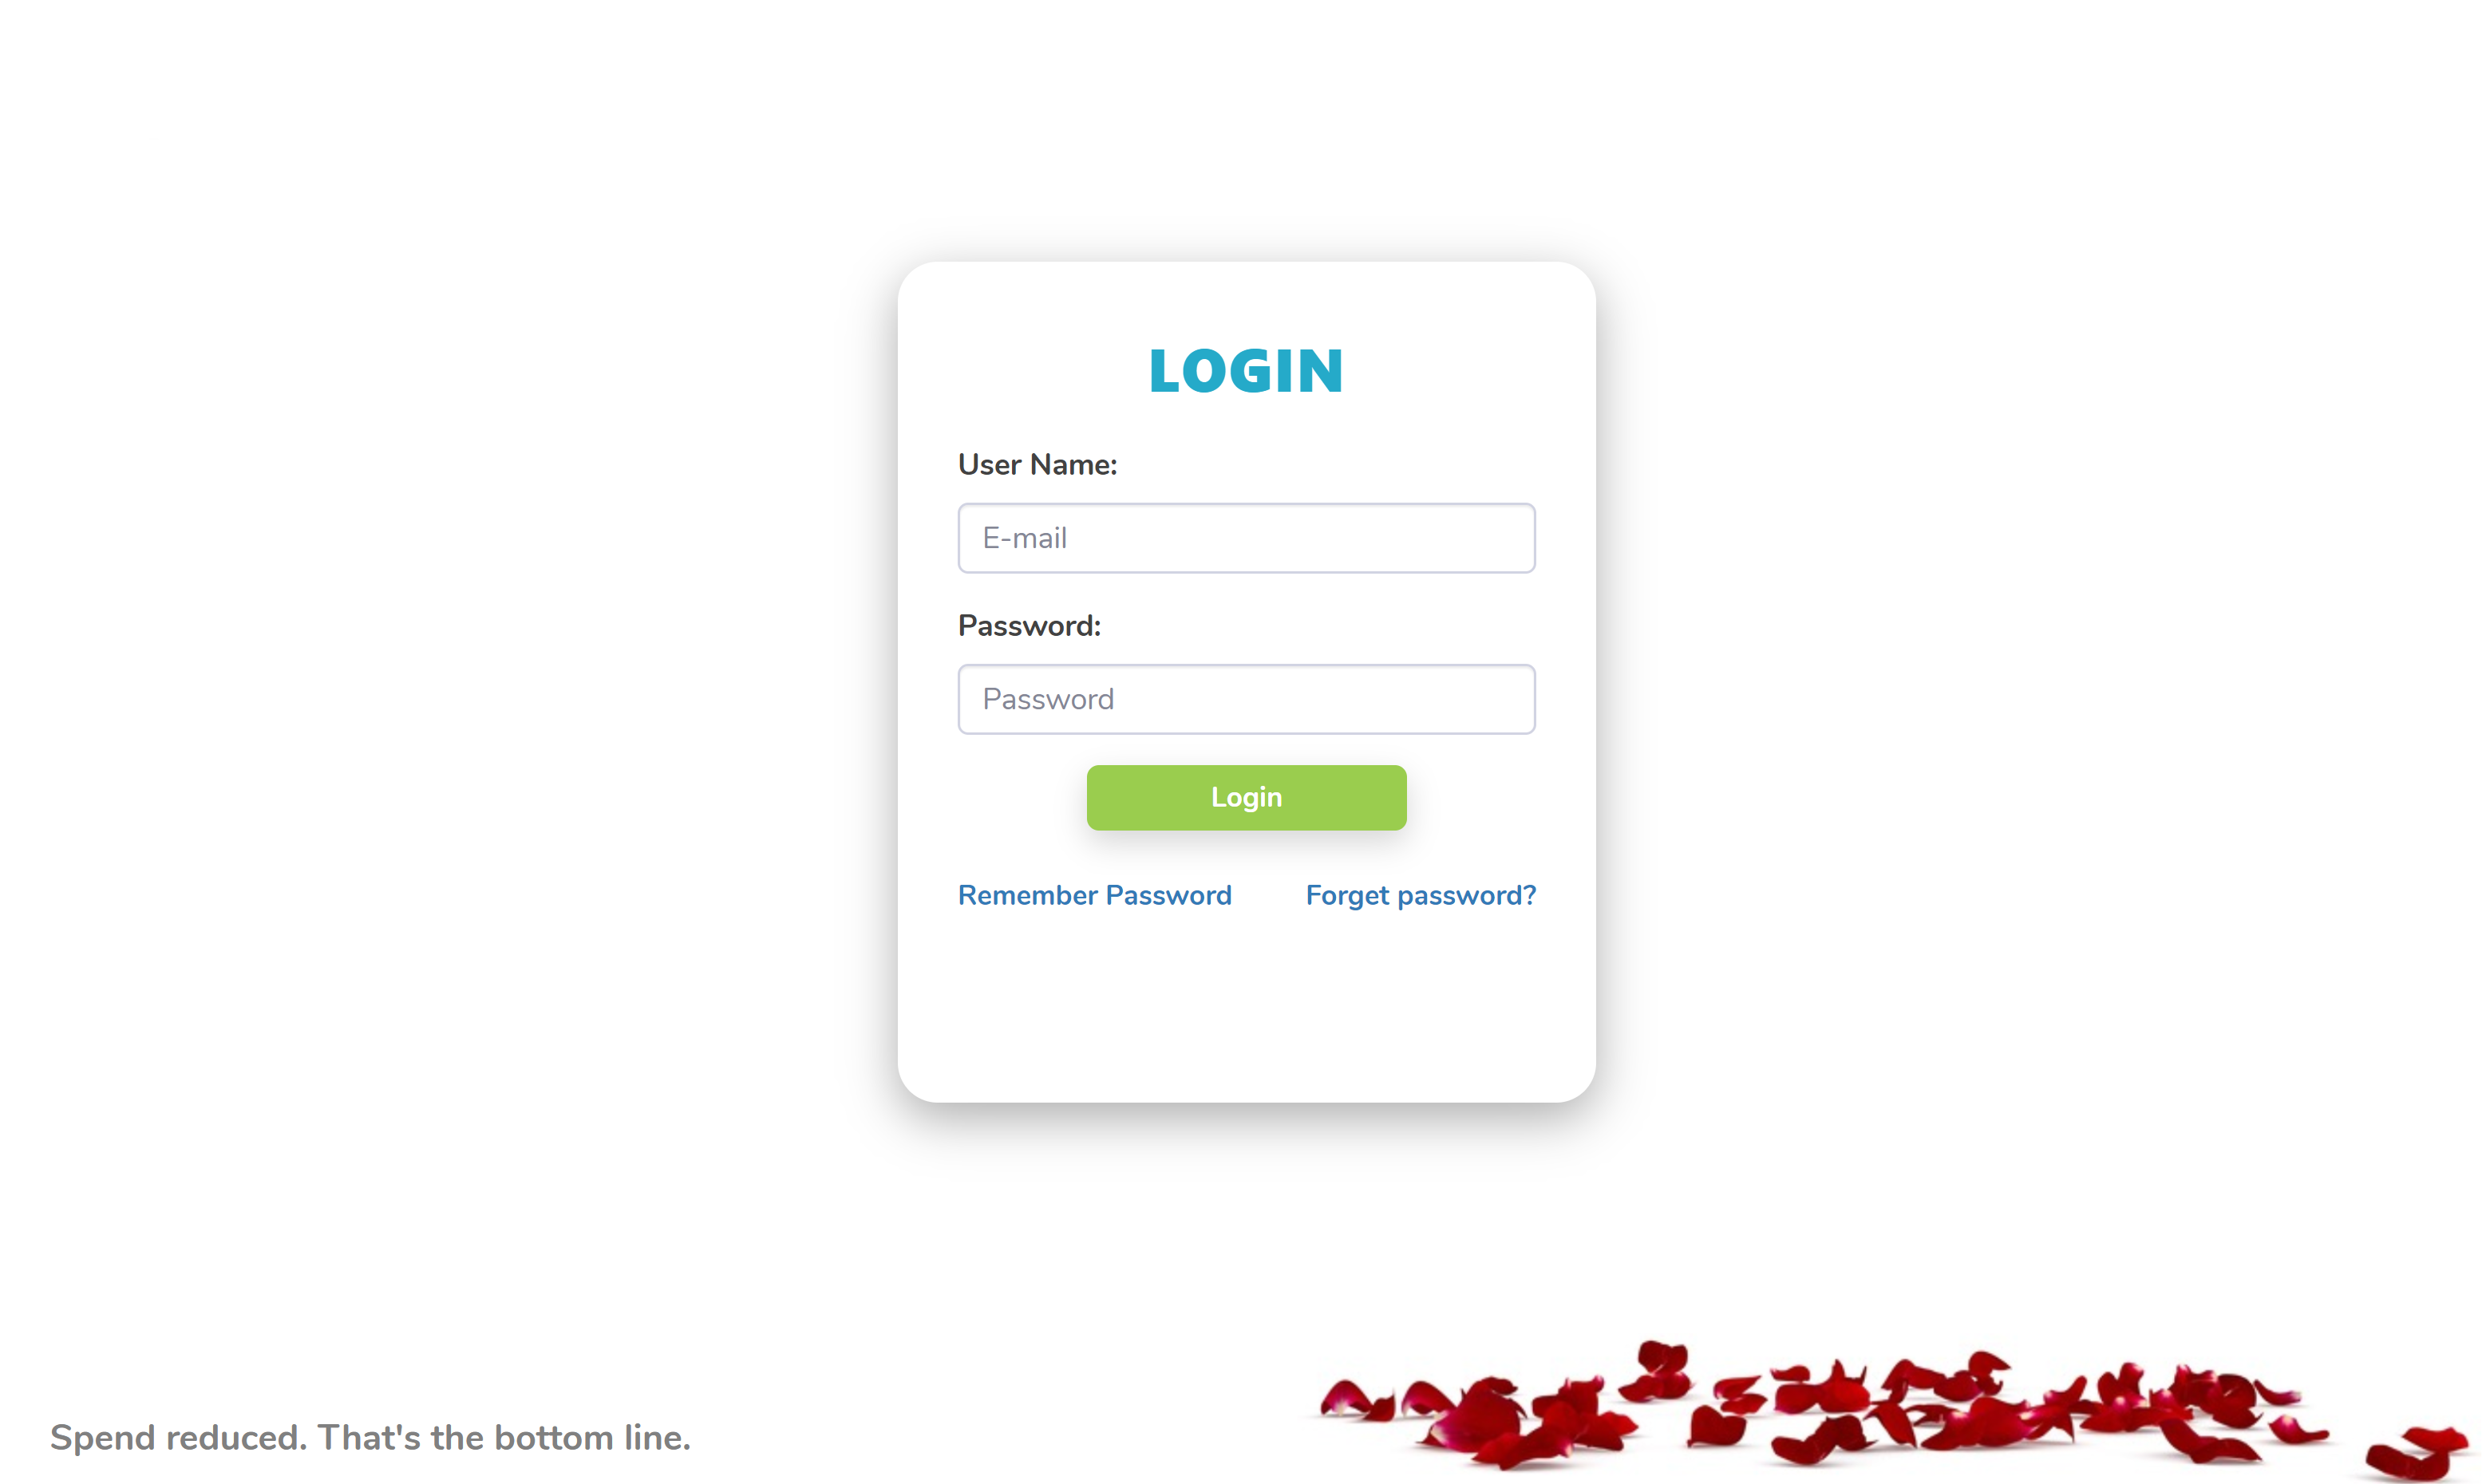 LOGIN
User Name:
E-mail
Password:
Password
Login
Remember Password Forget password?
Spend reduced. That's the bottom line.